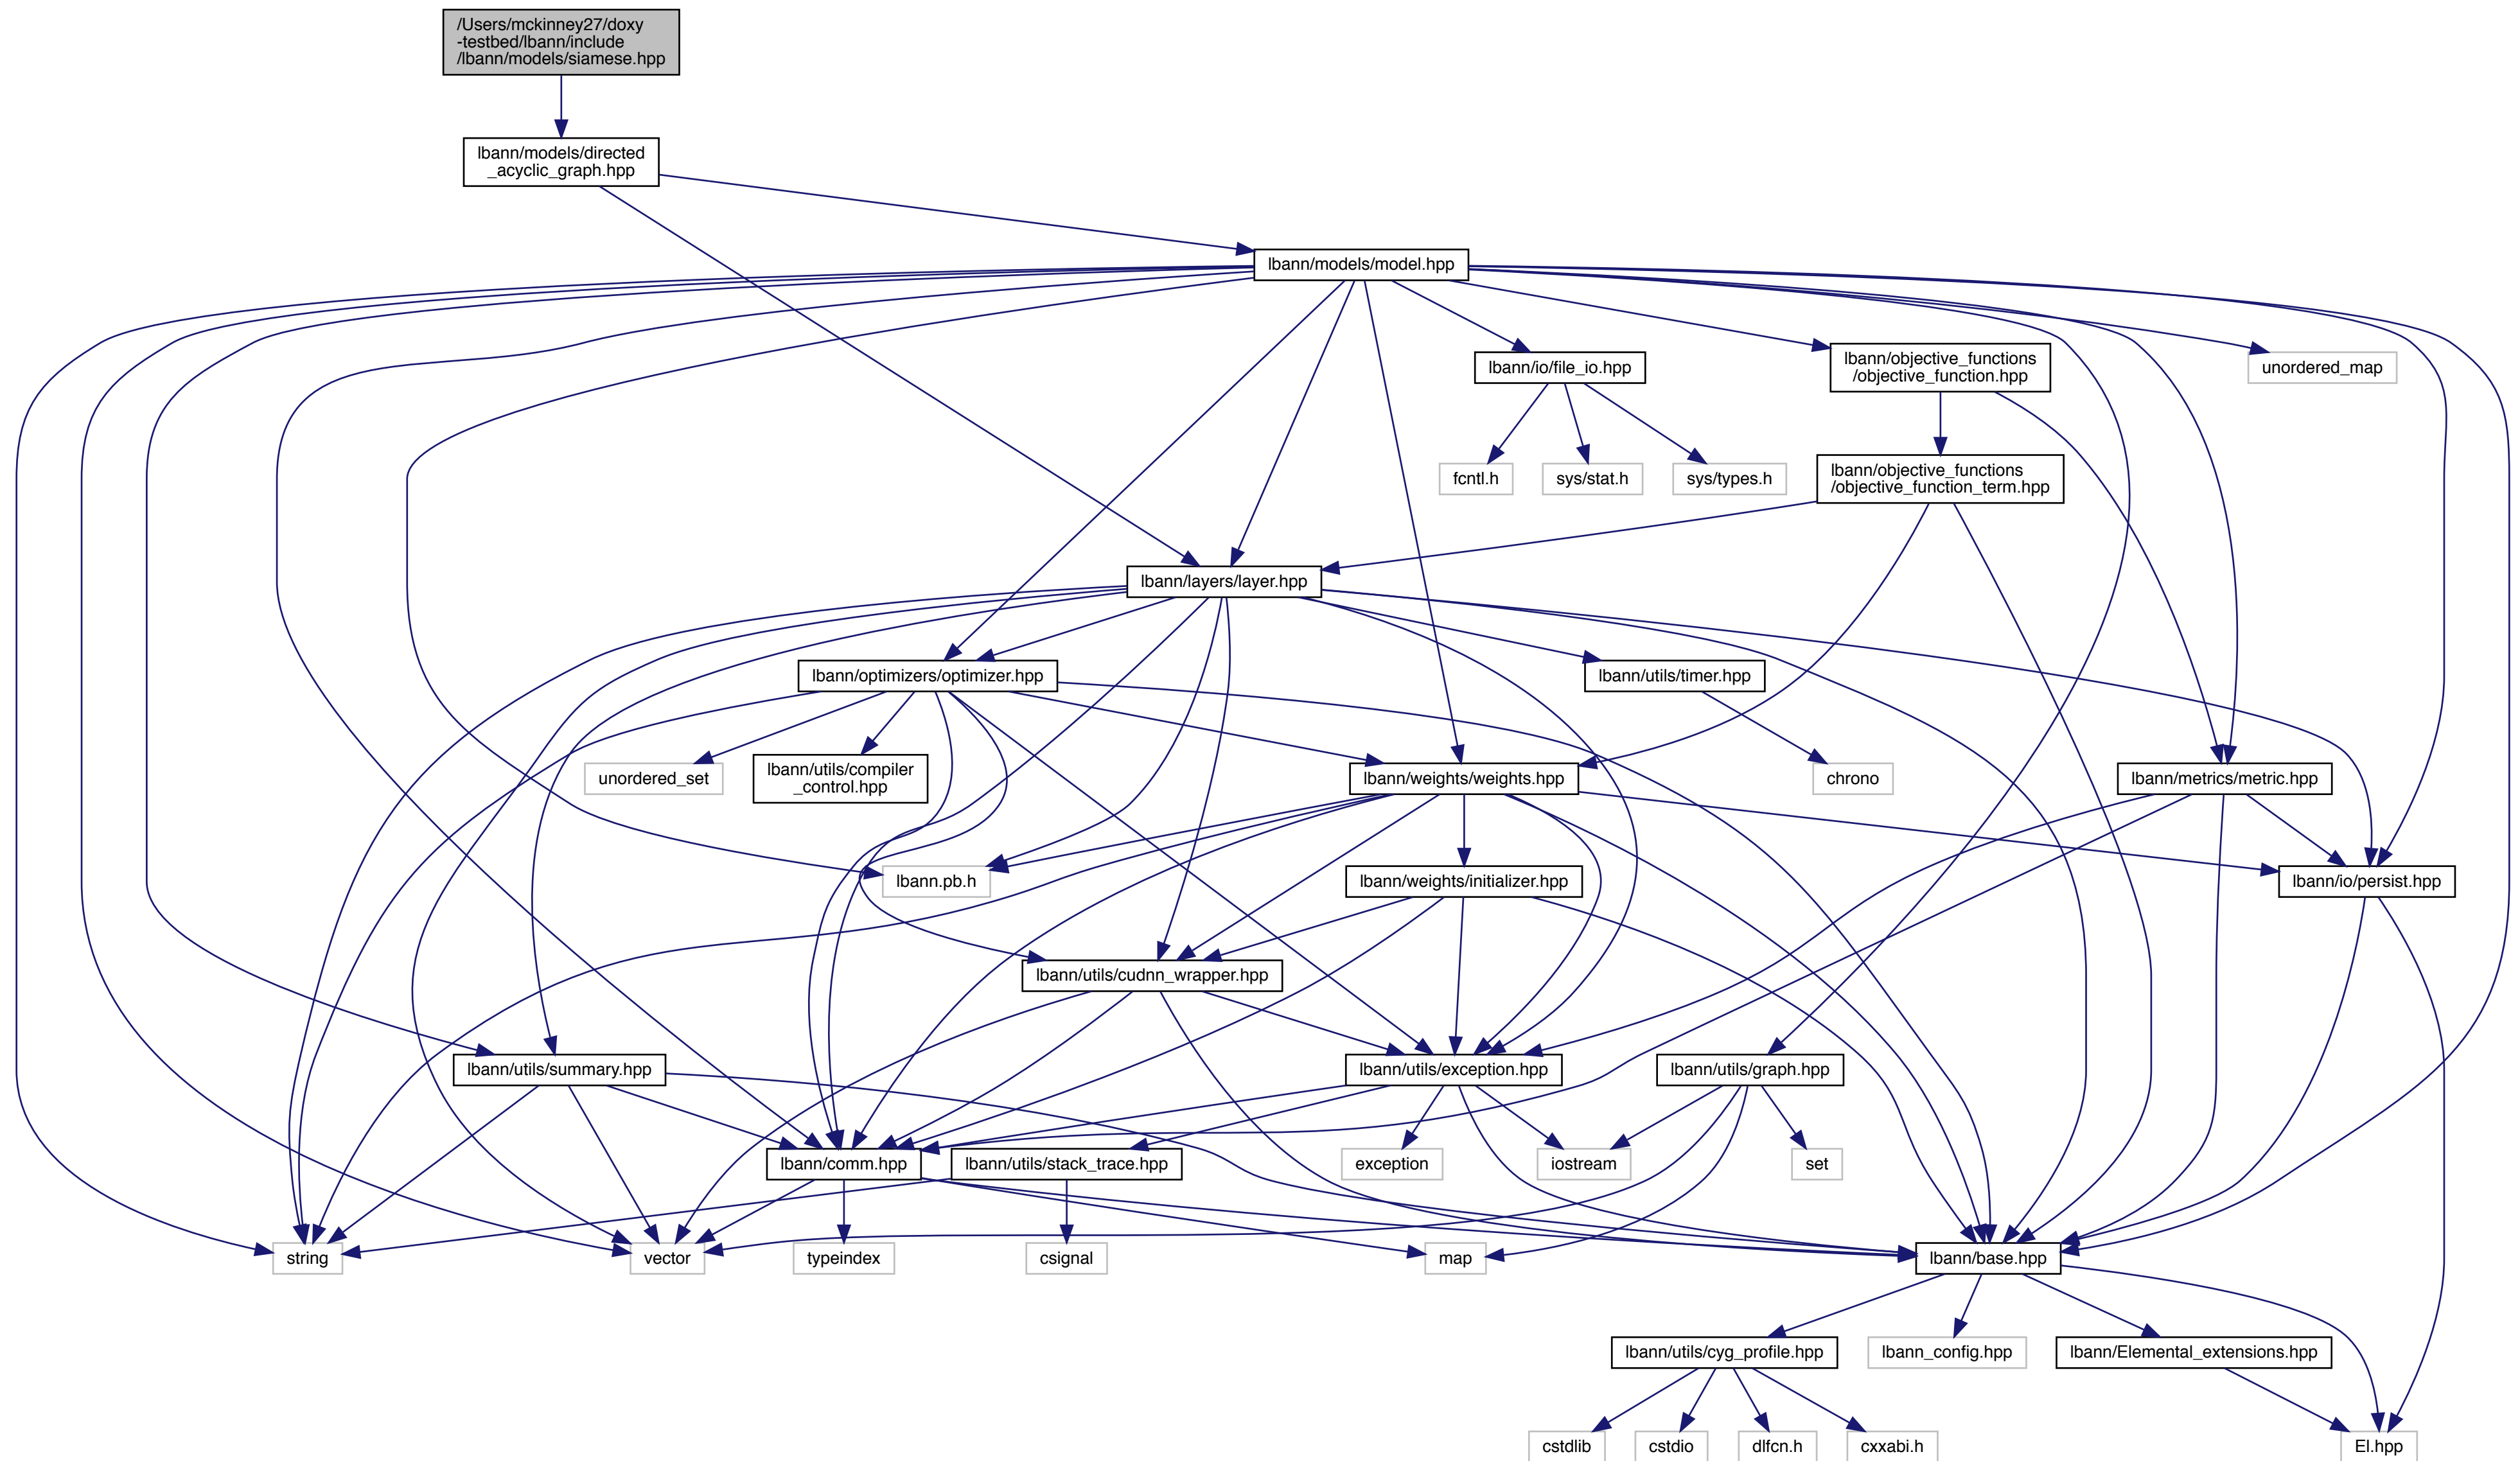 /Users/mckinney27/doxy
-testbed/lbann/include
/lbann/models/siamese.hpp
lbann/models/directed
_acyclic_graph.hpp
lbann/models/model.hpp
lbann/io/file_io.hpp
lbann/objective_functions
/objective_function.hpp
unordered_map
fcntl.h
sys/stat.h
sys/types.h
lbann/objective_functions
/objective_function_term.hpp
lbann/layers/layer.hpp
lbann/optimizers/optimizer.hpp
lbann/utils/timer.hpp
unordered_set
lbann/utils/compiler
_control.hpp
lbann/weights/weights.hpp
chrono
lbann/metrics/metric.hpp
lbann.pb.h
lbann/weights/initializer.hpp
lbann/io/persist.hpp
lbann/utils/cudnn_wrapper.hpp
lbann/utils/summary.hpp
lbann/utils/exception.hpp
lbann/utils/graph.hpp
lbann/comm.hpp
lbann/utils/stack_trace.hpp
exception
iostream
set
string
vector
typeindex
csignal
map
lbann/base.hpp
lbann/utils/cyg_profile.hpp
lbann_config.hpp
lbann/Elemental_extensions.hpp
cstdlib
cstdio
dlfcn.h
cxxabi.h
El.hpp